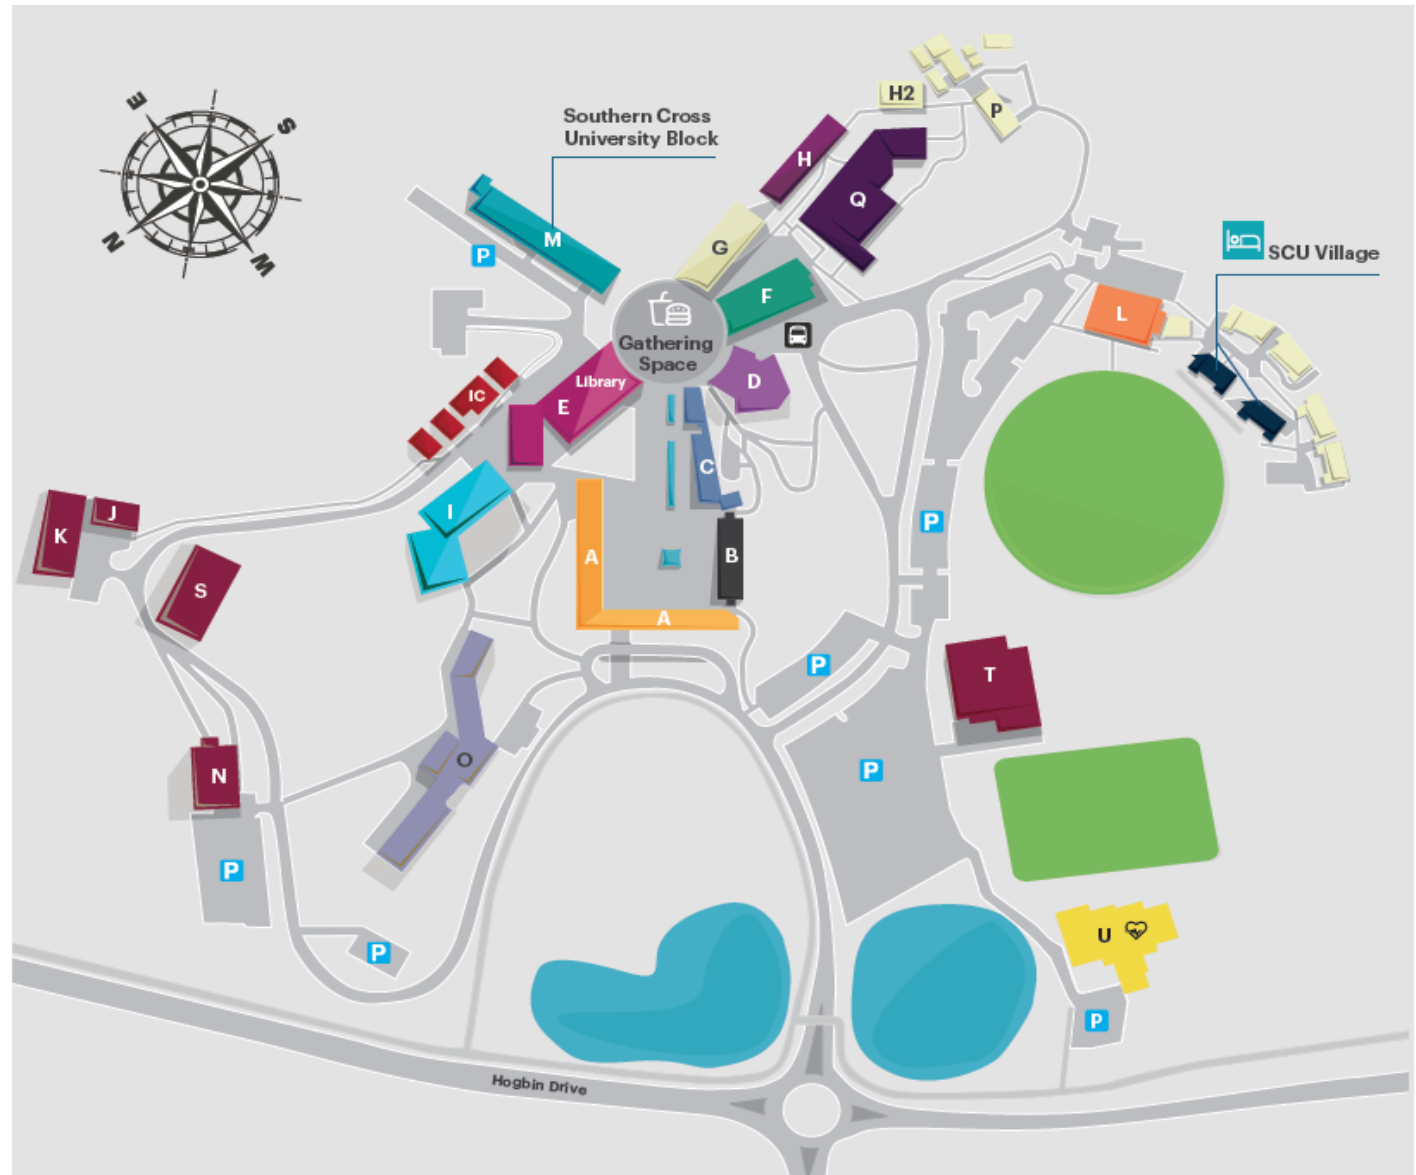 E
S
N
W
Southern Cross
University Block
H2
P
H
Q
M
P
G
F
SCU Village
L
Gathering
Space
Library
D
IC
E
C
I
K
J
P
A
B
S
A
P
T
O
N
P
P
P
U
P
Hogbin Drive